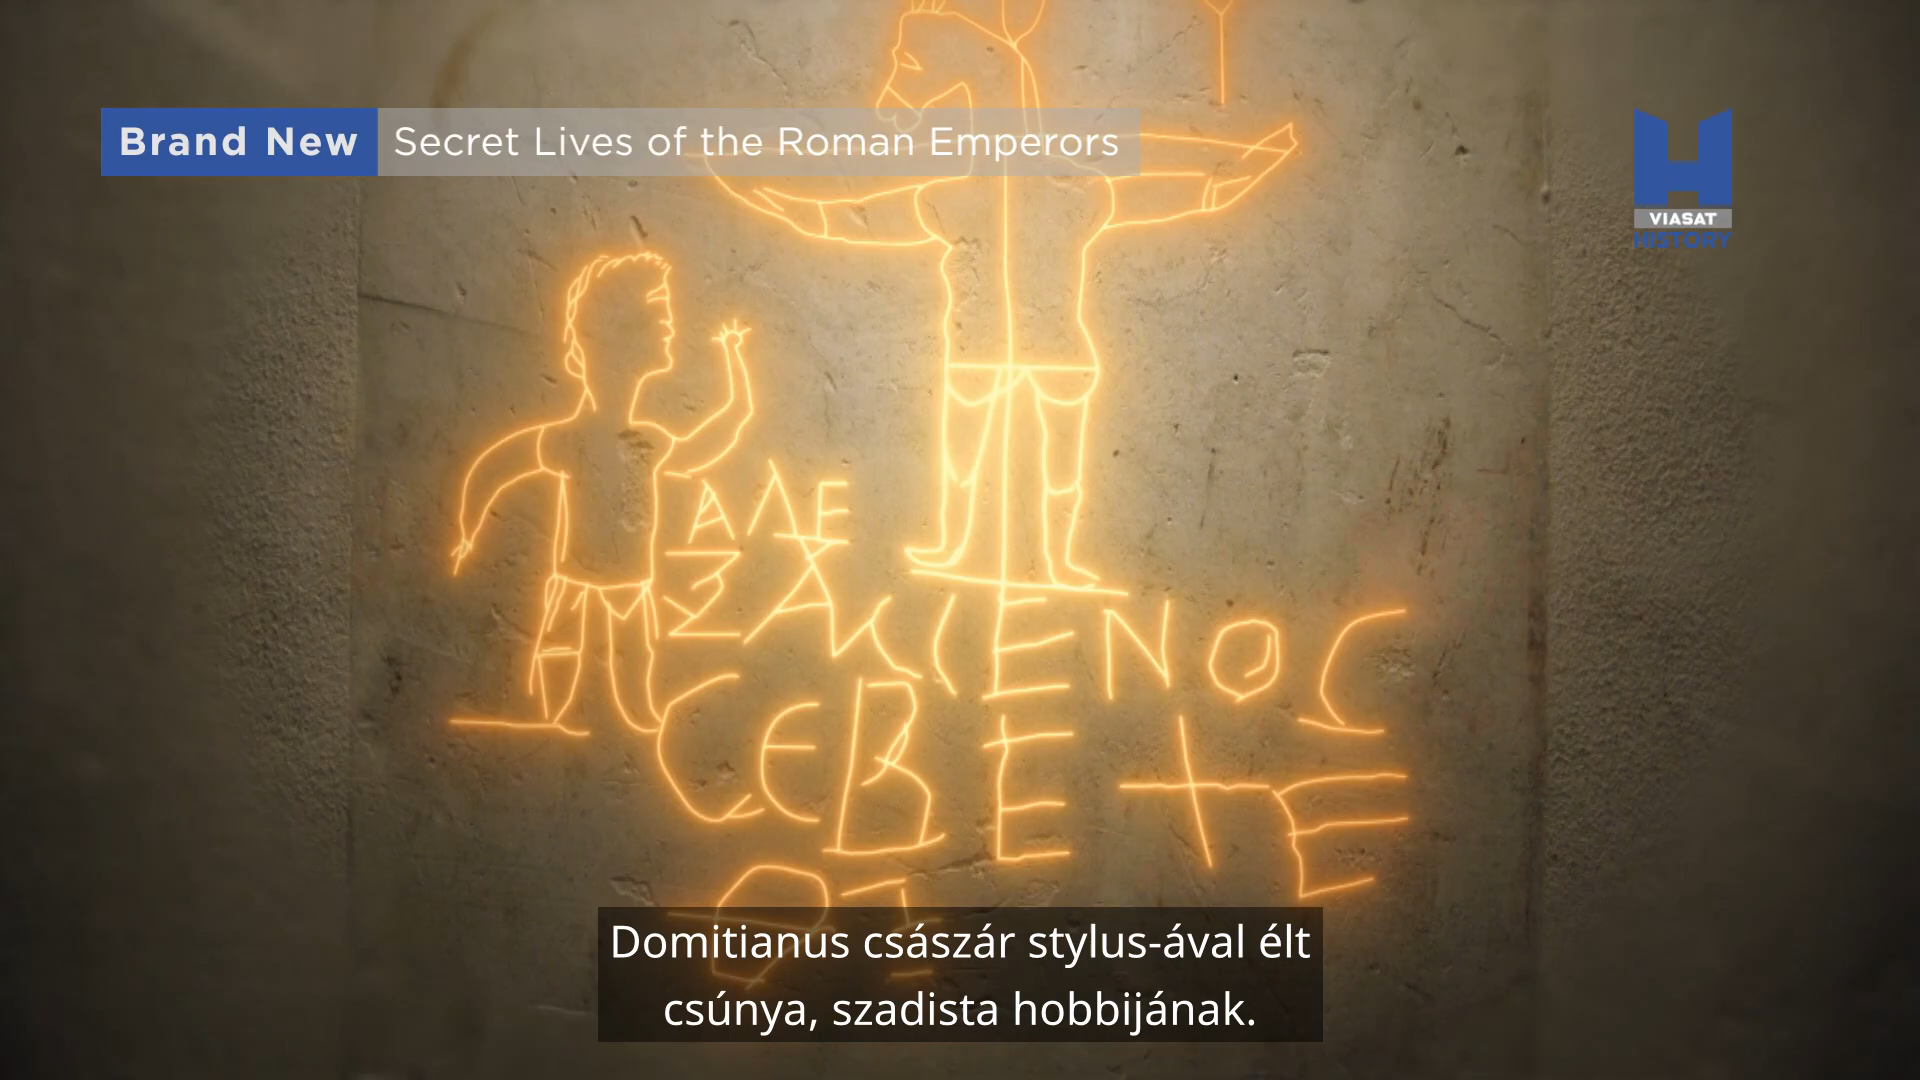 Brand New Secret Lives of the Roman Emperors
VIASAT
HISTORY
ΑΛΕ
ΞΑΜΕΝΟϹ
ϹΕΒΕΤΕ
Domitianus császár stylus-ával élt
csúnya, szadista hobbijának.